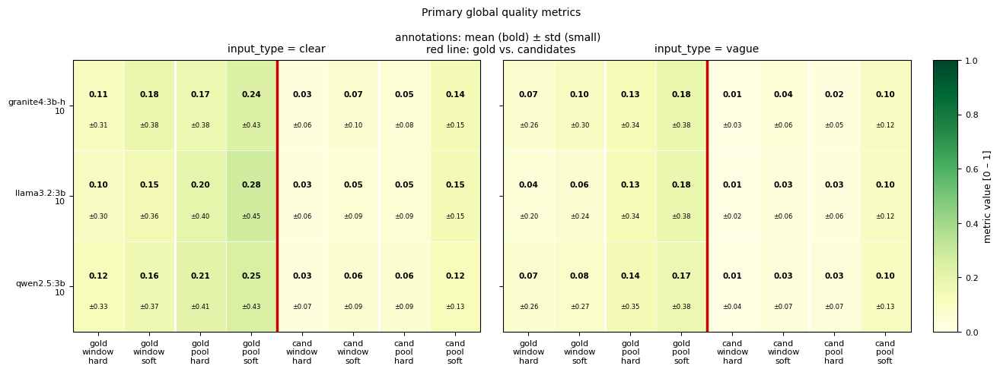 Primary global quality metrics
annotations: mean (bold) ± std (small)
red line: gold vs. candidates
input_type = clear
input_type = vague
granite4:3b-h
10
0.11 0.18 0.17 0.24 0.03 0.07 0.05 0.14
±0.31 ±0.38 ±0.38 ±0.43 ±0.06 ±0.10 ±0.08 ±0.15
llama3.2:3b
10
0.10 0.15 0.20 0.28 0.03 0.05 0.05 0.15
±0.30 ±0.36 ±0.40 ±0.45 ±0.06 ±0.09 ±0.09 ±0.15
qwen2.5:3b
10
0.12 0.16 0.21 0.25 0.03 0.06 0.06 0.12
±0.33 ±0.37 ±0.41 ±0.43 ±0.07 ±0.09 ±0.09 ±0.13
gold window hard
gold window soft
gold pool hard
gold pool soft
cand window hard
cand window soft
cand pool hard
cand pool soft
0.07 0.10 0.13 0.18 0.01 0.04 0.02 0.10
±0.26 ±0.30 ±0.34 ±0.38 ±0.03 ±0.06 ±0.05 ±0.12
0.04 0.06 0.13 0.18 0.01 0.03 0.03 0.10
±0.20 ±0.24 ±0.34 ±0.38 ±0.02 ±0.06 ±0.06 ±0.12
0.07 0.08 0.14 0.17 0.01 0.03 0.03 0.10
±0.26 ±0.27 ±0.35 ±0.38 ±0.04 ±0.07 ±0.07 ±0.13
gold window hard
gold window soft
gold pool hard
gold pool soft
cand window hard
cand window soft
cand pool hard
cand pool soft
1.0
0.8
0.6
0.4
0.2
0.0
metric value [0 – 1]